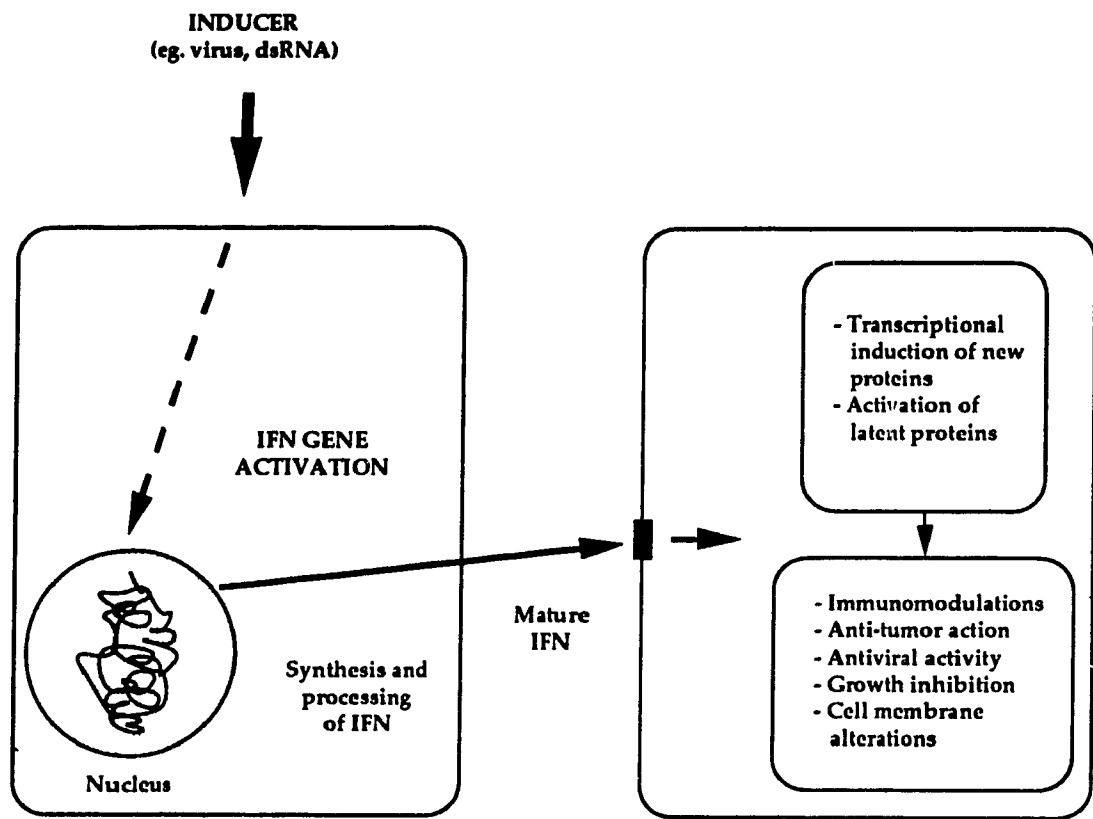 INDUCER
(eg. virus, dsRNA)
IFN GENE
ACTIVATION
Nucleus
Synthesis and
processing
of IFN
Mature
IFN
- Transcriptional
induction of new
proteins
- Activation of
latent proteins
- Immunomodulations
- Anti-tumor action
- Antiviral activity
- Growth inhibition
- Cell membrane
alterations